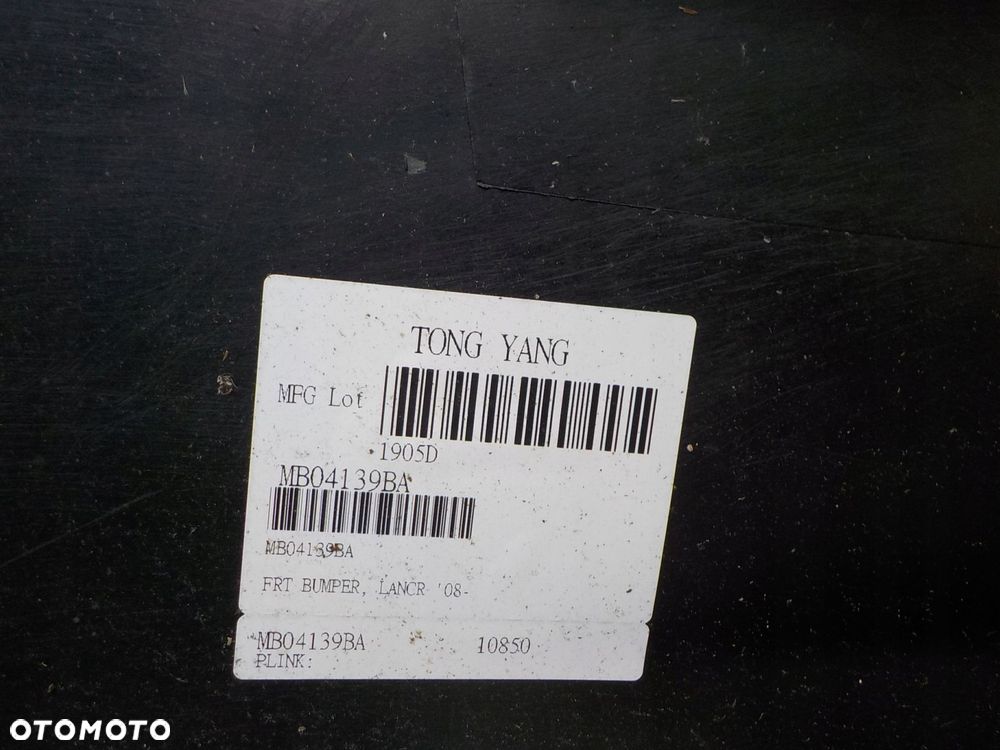 TONG YANG
MFG Lot
1905D
MB04139BA
MB04139BA
FRT BUMPER, LANCR '08-
MB04139BA 10850
PLINK:
OTOMOTO